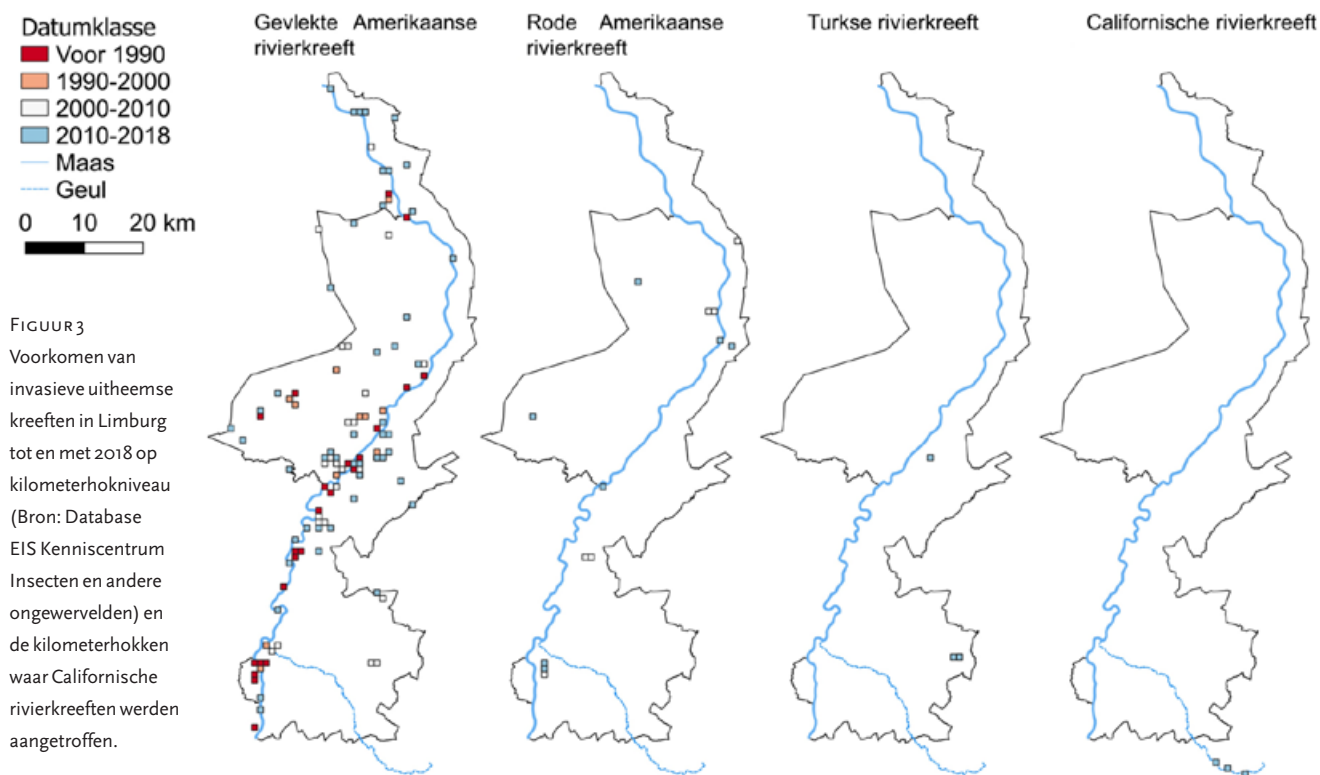 Datumklasse
Voor 1990
1990-2000
2000-2010
2010-2018
Maas
Geul
0 10 20 km
Gevlekte Amerikaanse
rivierkreeft
Rode Amerikaanse
rivierkreeft
Turkse rivierkreeft
Californische rivierkreeft
Figuur 3
Voorkomen van
invasieve uitheemse
kreeften in Limburg
tot en met 2018 op
kilometerhokniveau
(Bron: Database
EIS Kenniscentrum
Insecten en andere
ongewervelden) en
de kilometerhokken
waar Californische
rivierkreeften werden
aangetroffen.